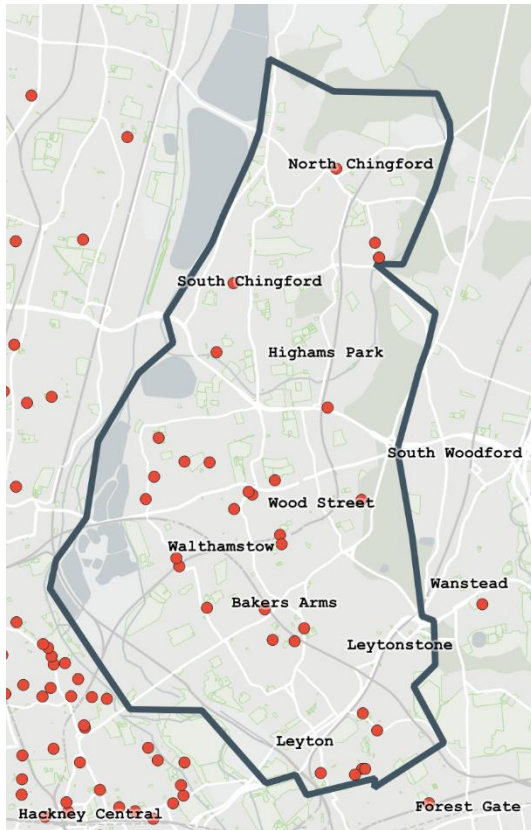 North Chingford
South Chingford
Highams Park
South Woodford
Wood Street
Walthamstow
Wanstead
Bakers Arms
Leytonstone
Leyton
Forest Gate
Hackney Central